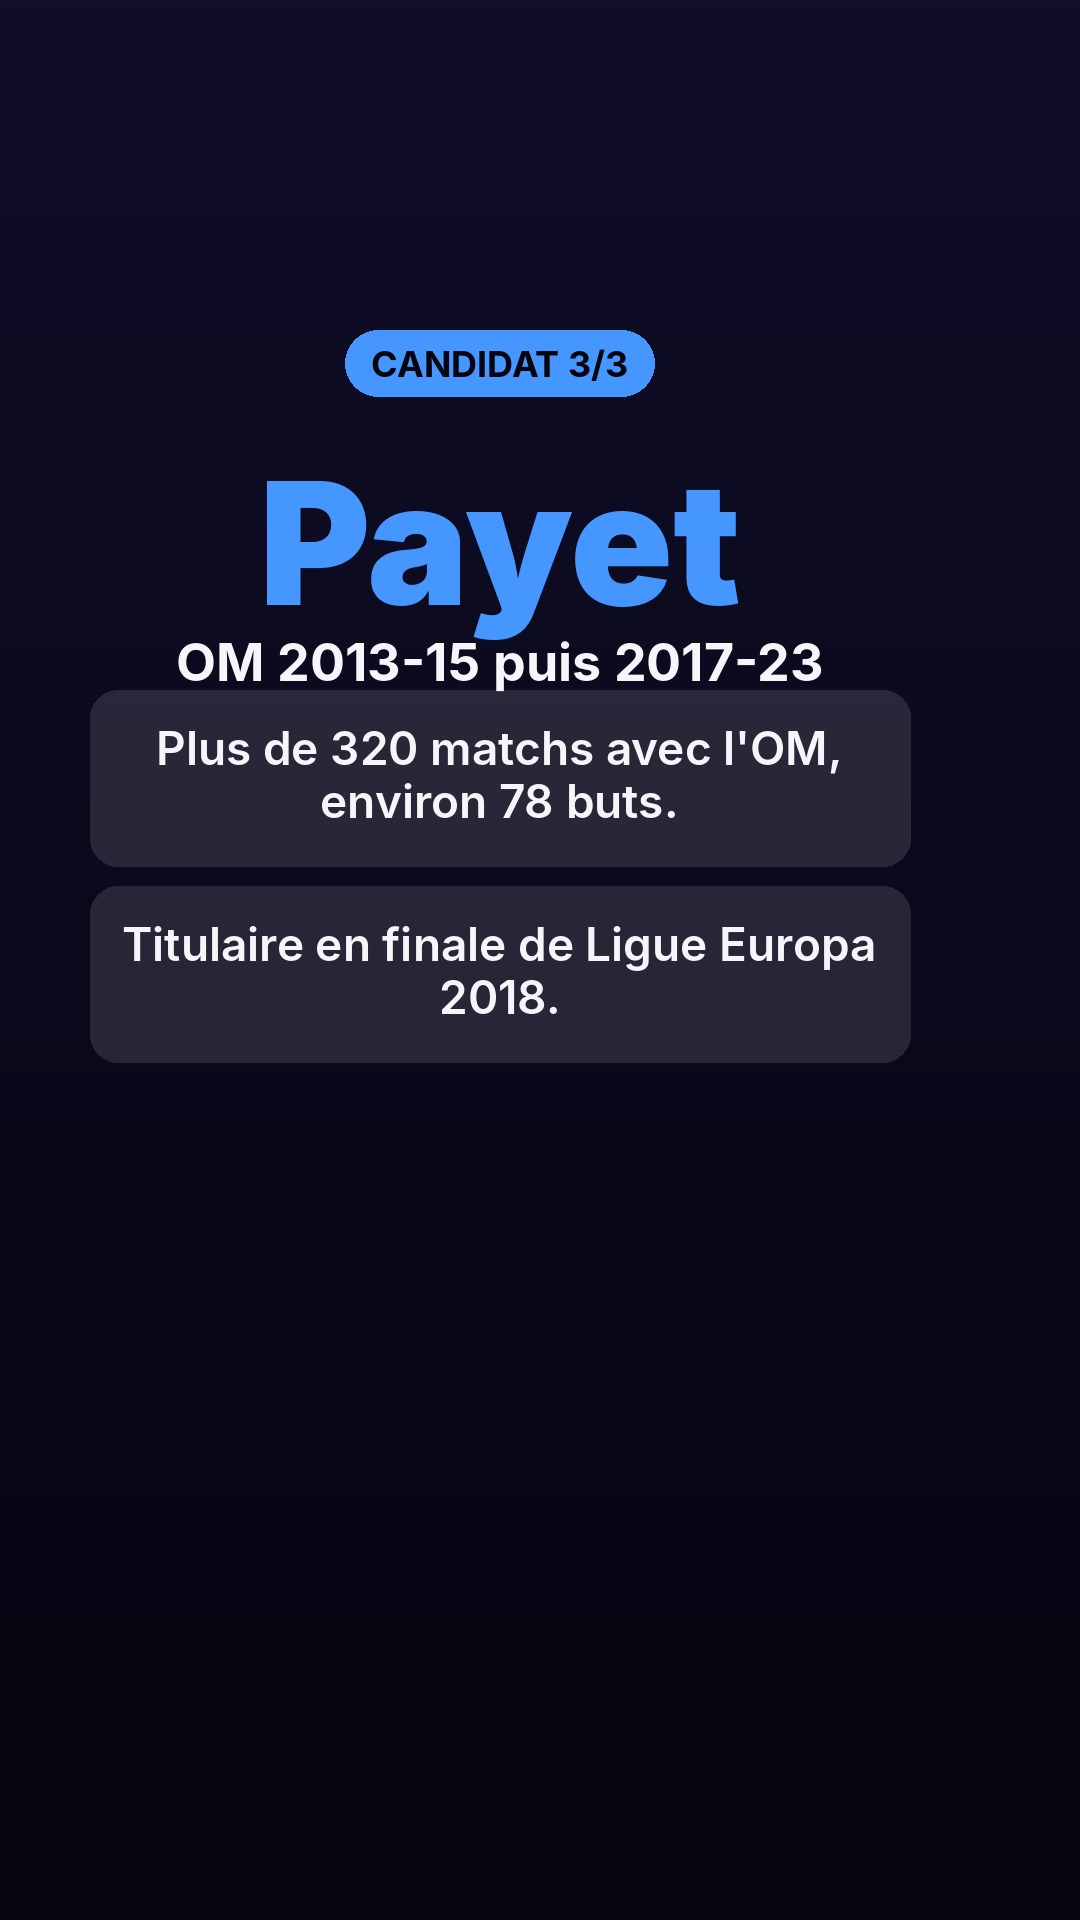 CANDIDAT 3/3
Payet
OM 2013-15 puis 2017-23
Plus de 320 matchs avec l'OM,
environ 78 buts.
Titulaire en finale de Ligue Europa
2018.